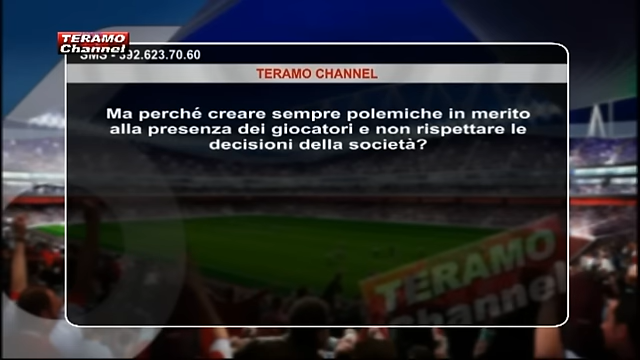 TERAMO
Channel
SMS - 392.623.70.60
TERAMO CHANNEL
Ma perché creare sempre polemiche in merito
alla presenza dei giocatori e non rispettare le
decisioni della società?
TERAMO
Channel